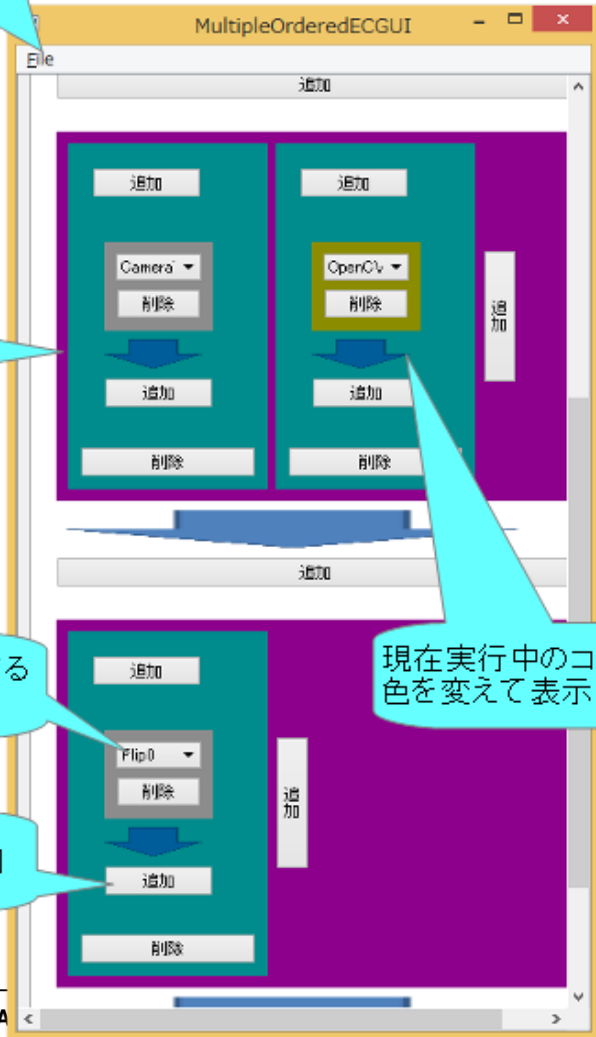 MultipleOrderedECGUI
File
追加
追加
追加
Camera
OpenCV
削除
削除
追加
追加
追加
削除
削除
追加
現在実行中のコ
色を変えて表示
る
追加
Flip0
削除
追加
追加
削除
A